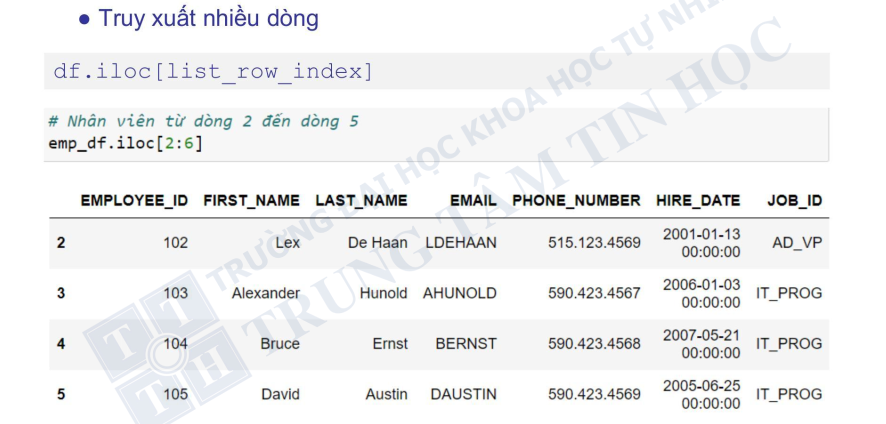 ● Truy xuất nhiều dòng
df.iloc[list_row_index]
# Nhân viên từ dòng 2 đến dòng 5
emp_df.iloc[2:6]
EMPLOYEE_ID FIRST_NAME LAST_NAME EMAIL PHONE_NUMBER HIRE_DATE JOB_ID
2 102 Lex De Haan LDEHAAN 515.123.4569 2001-01-13 00:00:00 AD_VP
3 103 Alexander Hunold AHUNOLD 590.423.4567 2006-01-03 00:00:00 IT_PROG
4 104 Bruce Ernst BERNST 590.423.4568 2007-05-21 00:00:00 IT_PROG
5 105 David Austin DAUSTIN 590.423.4569 2005-06-25 00:00:00 IT_PROG
TRƯỜNG ĐẠI HỌC KHOA HỌC TỰ NHI
TRUNG TÂM TIN HỌC
T T
T H